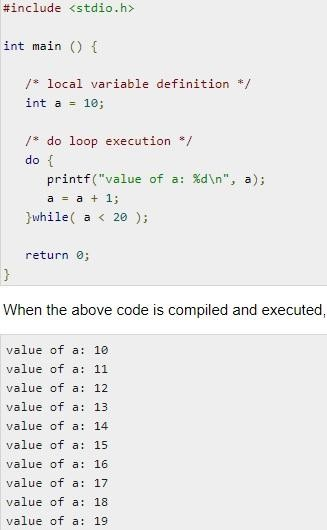 #include <stdio.h>
int main () {
/* local variable definition */
int a = 10;
/* do loop execution */
do {
printf("value of a: %d\n", a);
a = a + 1;
}while( a < 20 );
return 0;
}
When the above code is compiled and executed,
value of a: 10
value of a: 11
value of a: 12
value of a: 13
value of a: 14
value of a: 15
value of a: 16
value of a: 17
value of a: 18
value of a: 19